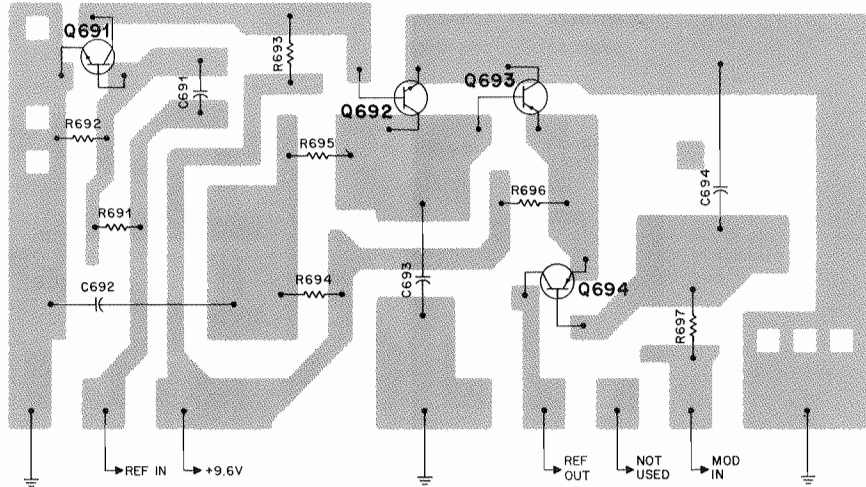 Q691
R693
C691
Q692
Q693
R692
R695
C694
R691
R696
C692
R694
C693
Q694
R697
REF IN
+9.6V
REF
OUT
NOT
USED
MOD
IN